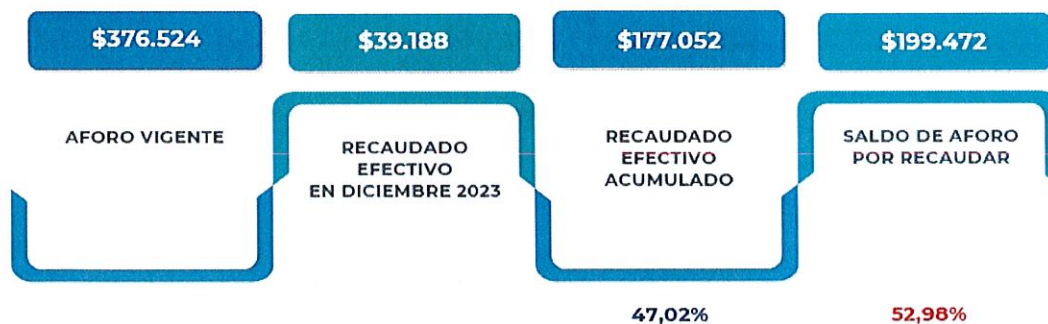 $376.524
AFORO VIGENTE
$39.188
RECAUDADO
EFECTIVO
EN DICIEMBRE 2023
$177.052
RECAUDADO
EFECTIVO
ACUMULADO
47,02%
$199.472
SALDO DE AFORO
POR RECAUDAR
52,98%